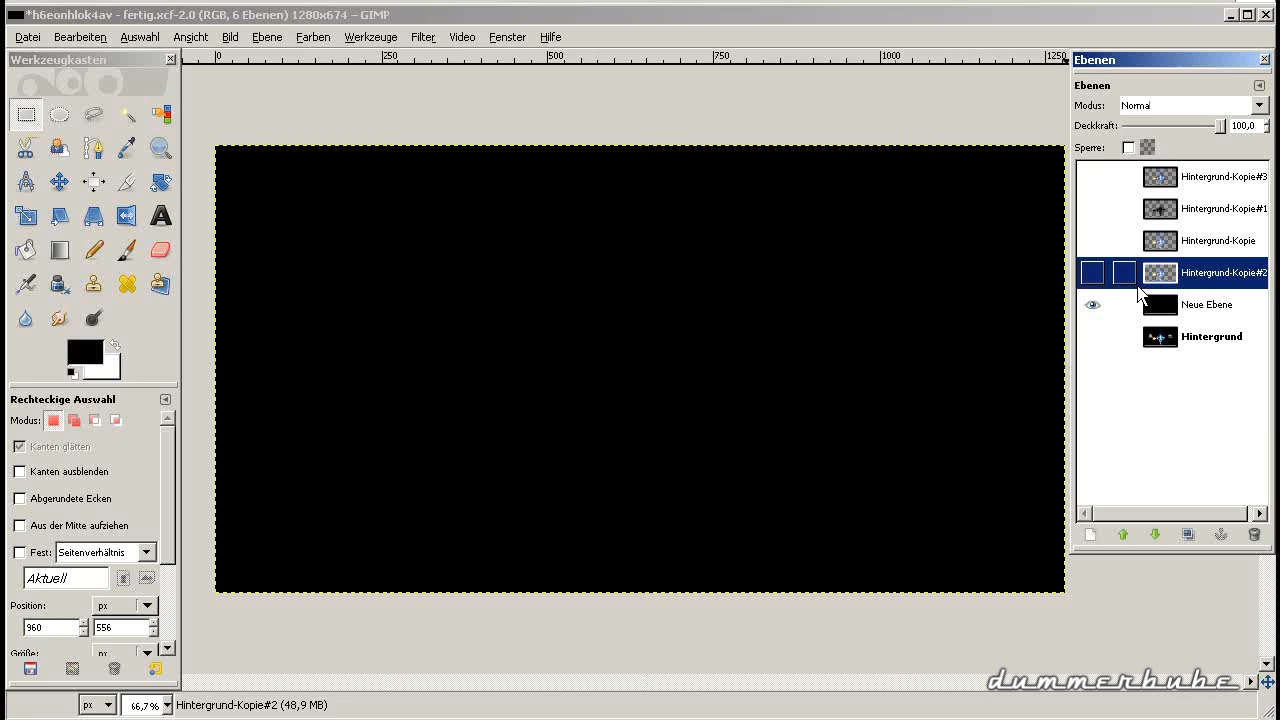 *h6eonhlok4av - fertig.xcf-2.0 (RGB, 6 Ebenen) 1280x674 – GIMP
Datei Bearbeiten Auswahl Ansicht Bild Ebene Farben Werkzeuge Filter Video Fenster Hilfe
Werkzeugkasten
0 250 500 750 1000 1250
Ebenen
Ebenen
Modus: Normal
Deckkraft: 100,0
Sperre:
Hintergrund-Kopie#3
Hintergrund-Kopie#1
Hintergrund-Kopie
Hintergrund-Kopie#2
Neue Ebene
Hintergrund
Rechteckige Auswahl
Modus:
Kanten glätten
Kanten ausblenden
Abgerundete Ecken
Aus der Mitte aufziehen
Fest: Seitenverhältnis
Aktuell
Position: px
960 556
Größe: px
dummerbube
px 66,7% Hintergrund-Kopie#2 (48,9 MB)